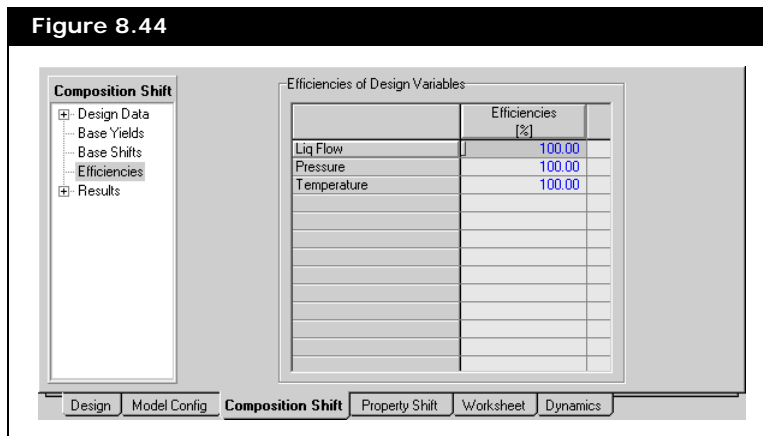 Figure 8.44
Composition Shift
Design Data
Base Yields
Base Shifts
Efficiencies
Results
Efficiencies of Design Variables
Efficiencies
[%]
Liq Flow 100.00
Pressure 100.00
Temperature 100.00
Design Model Config Composition Shift Property Shift Worksheet Dynamics